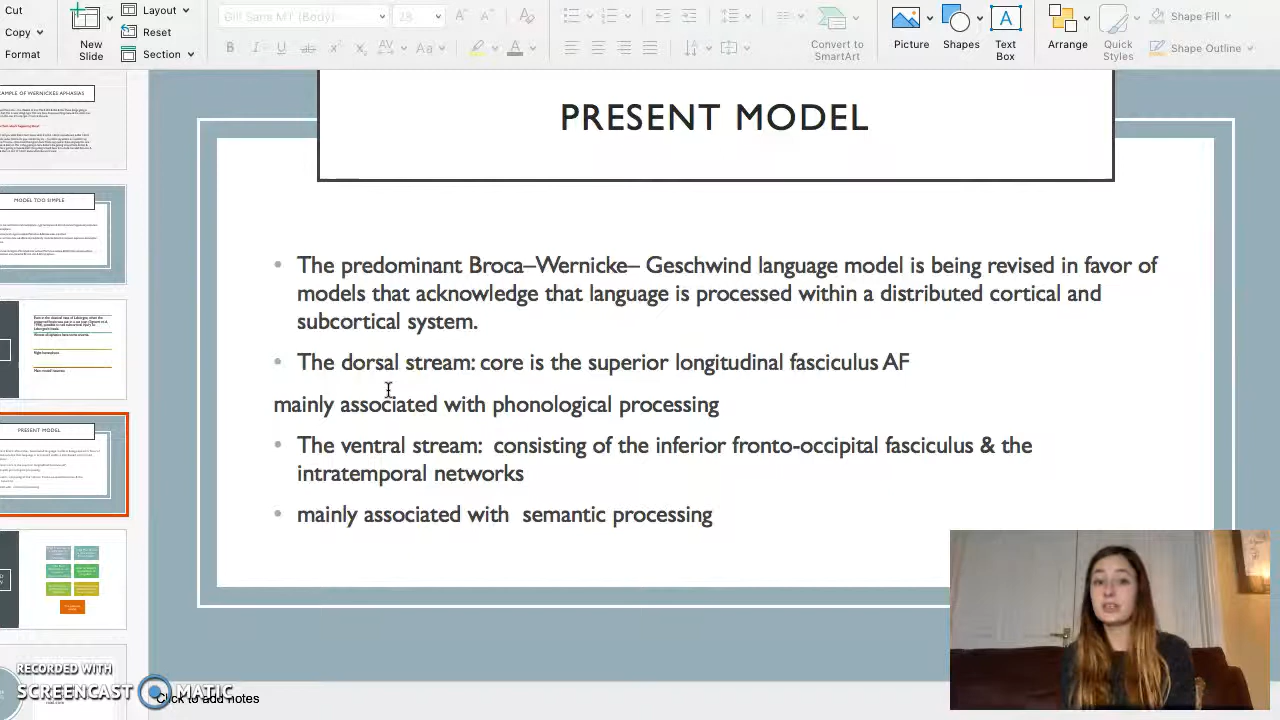 Cut
Layout
Gill Sans MT (Body)
28
Copy
New
Slide
Reset
Format
Section
Convert to
SmartArt
Picture
Shapes
Text
Box
Arrange
Quick
Styles
Shape Fill
Shape Outline
AMPLE OF WERNICKES APHASIAS
MODEL TOO SIMPLE
Right hemisphere
PRESENT MODEL
PRESENT MODEL
• The predominant Broca–Wernicke– Geschwind language model is being revised in favor of
models that acknowledge that language is processed within a distributed cortical and
subcortical system.
• The dorsal stream: core is the superior longitudinal fasciculus AF
mainly associated with phonological processing
• The ventral stream:  consisting of the inferior fronto-occipital fasciculus & the
intratemporal networks
• mainly associated with  semantic processing
RECORDED WITH
SCREENCAST MATIC
Click to add notes